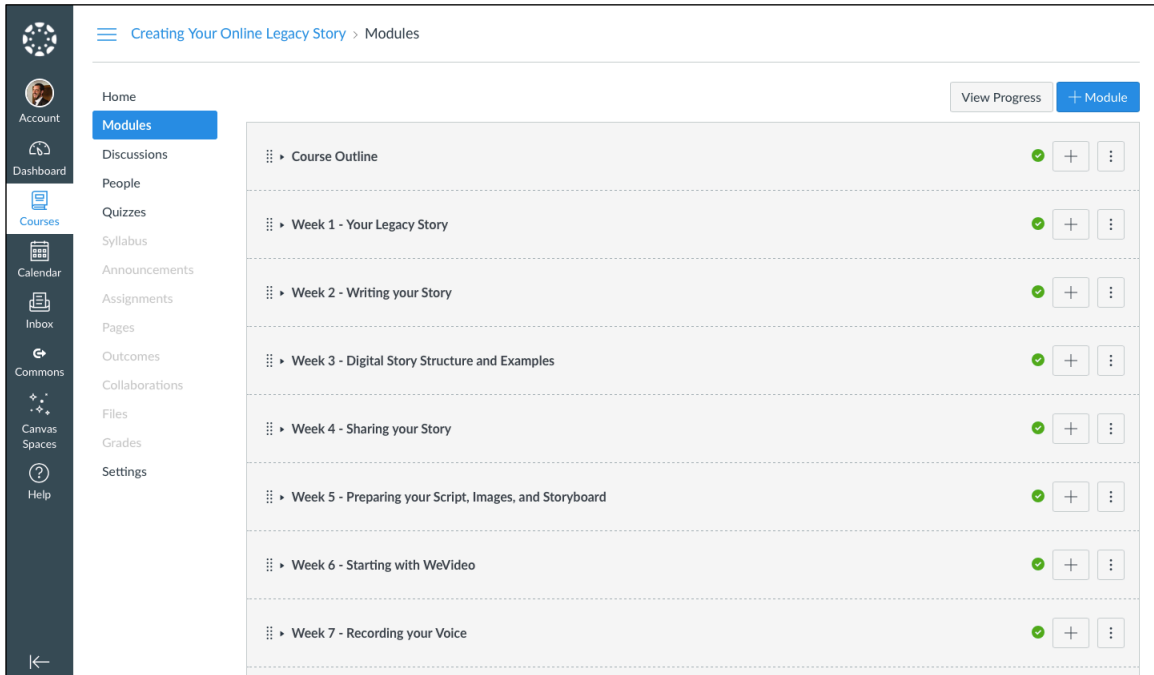 Creating Your Online Legacy Story > Modules
Account
Dashboard
Courses
Calendar
Inbox
Commons
Canvas
Spaces
Help
Home
Modules
Discussions
People
Quizzes
Syllabus
Announcements
Assignments
Pages
Outcomes
Collaborations
Files
Grades
Settings
View Progress
+ Module
Course Outline
Week 1 - Your Legacy Story
Week 2 - Writing your Story
Week 3 - Digital Story Structure and Examples
Week 4 - Sharing your Story
Week 5 - Preparing your Script, Images, and Storyboard
Week 6 - Starting with WeVideo
Week 7 - Recording your Voice